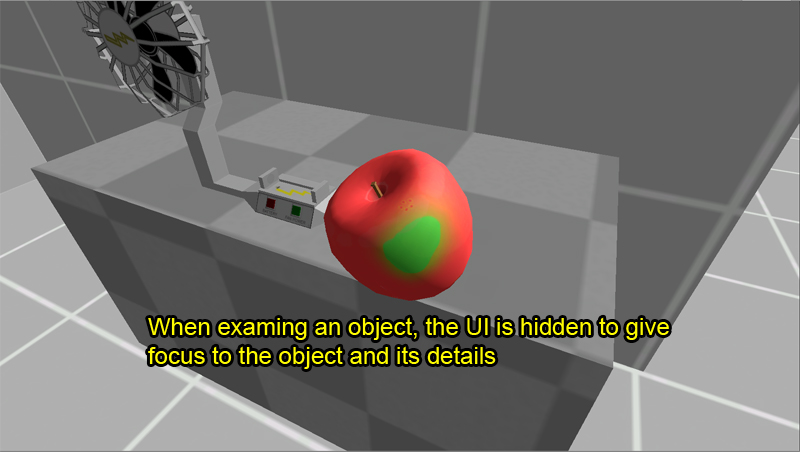 When examing an object, the UI is hidden to give
focus to the object and its details